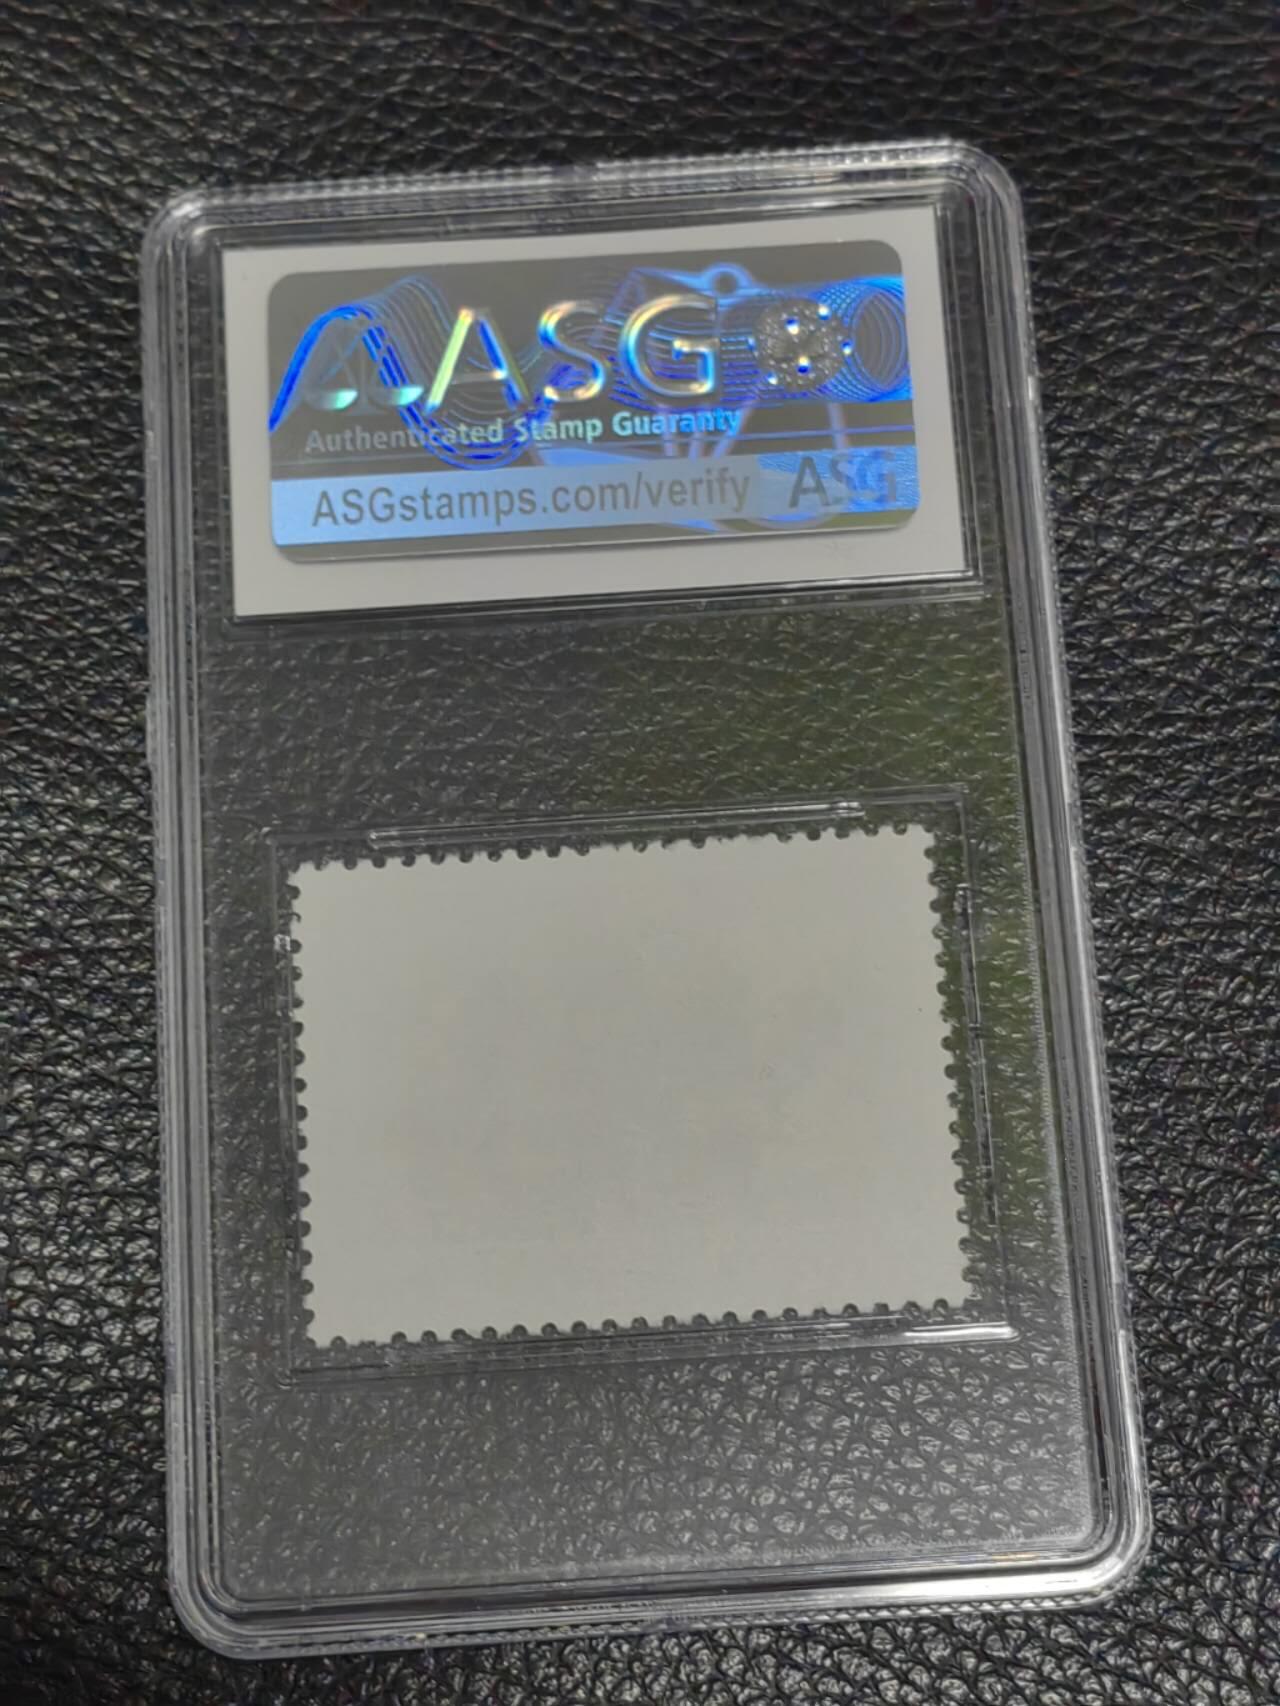 ASG
Authenticated Stamp Guaranty
ASGstamps.com/verify ASG